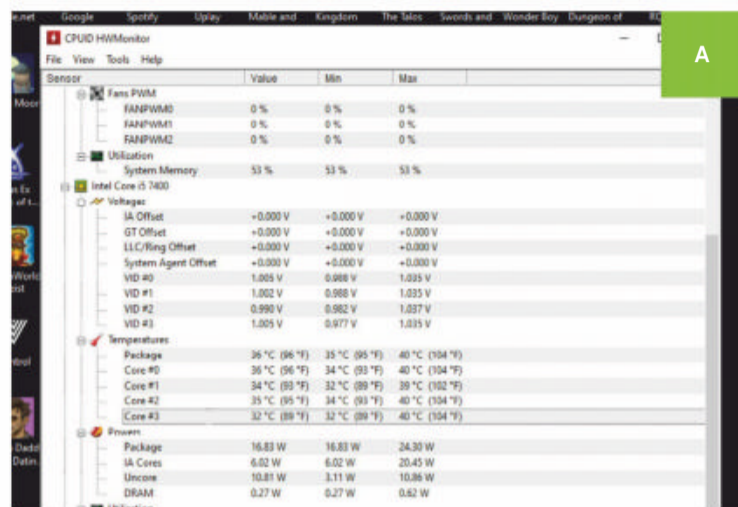 e.net Google Spotify Uplay Mable and Kingdom The Talos Swords and Wonder Boy Dungeon of
A
CPUID HWMonitor
File View Tools Help
Sensor Value Min Max
Fans PWM
FANPWM0 0 % 0 % 0 %
FANPWM1 0 % 0 % 0 %
FANPWM2 0 % 0 % 0 %
Utilization
System Memory 53 % 53 % 53 %
Intel Core i5 7400
Voltages
IA Offset +0.000 V +0.000 V +0.000 V
GT Offset +0.000 V +0.000 V +0.000 V
LLC/Ring Offset +0.000 V +0.000 V +0.000 V
System Agent Offset +0.000 V +0.000 V +0.000 V
VID #0 1.005 V 0.988 V 1.035 V
VID #1 1.002 V 0.988 V 1.035 V
VID #2 0.990 V 0.982 V 1.037 V
VID #3 1.005 V 0.977 V 1.035 V
Temperatures
Package 36 °C (96 °F) 35 °C (95 °F) 40 °C (104 °F)
Core #0 36 °C (96 °F) 34 °C (93 °F) 40 °C (104 °F)
Core #1 34 °C (93 °F) 32 °C (89 °F) 39 °C (102 °F)
Core #2 35 °C (95 °F) 34 °C (93 °F) 40 °C (104 °F)
Core #3 32 °C (89 °F) 32 °C (89 °F) 40 °C (104 °F)
Powers
Package 16.83 W 16.83 W 24.30 W
IA Cores 6.02 W 6.02 W 20.45 W
Uncore 10.81 W 3.11 W 10.86 W
DRAM 0.27 W 0.27 W 0.62 W
Moor
Ex
of t...
World
ist
trol
Dadd
Datin.